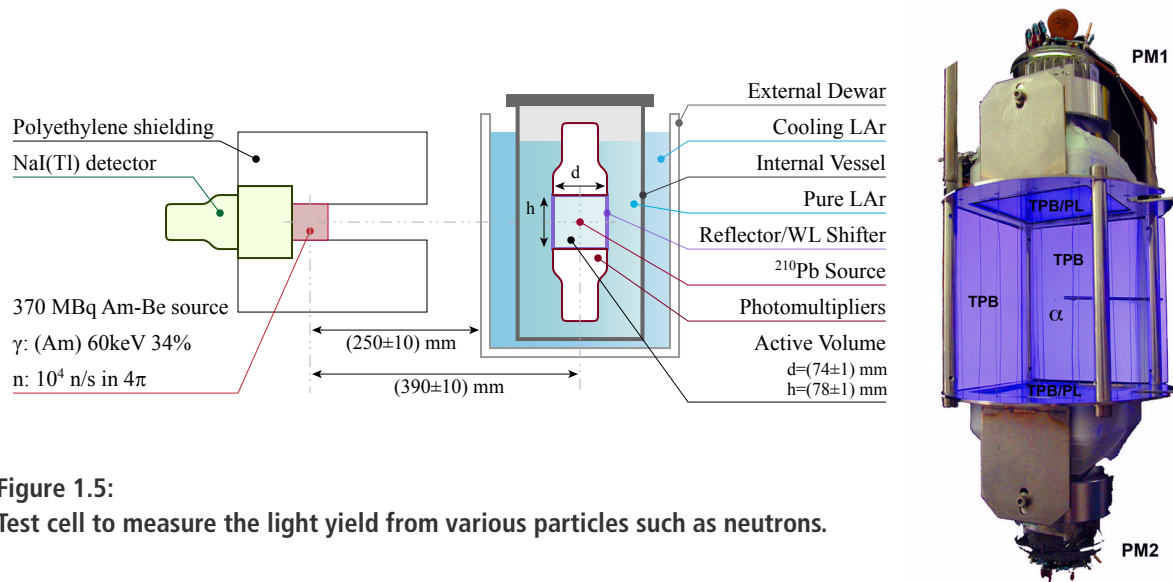 Polyethylene shielding
NaI(Tl) detector
370 MBq Am-Be source
γ: (Am) 60keV 34%
n: 10⁴ n/s in 4π
(250±10) mm
(390±10) mm
d
h
External Dewar
Cooling LAr
Internal Vessel
Pure LAr
Reflector/WL Shifter
²¹⁰Pb Source
Photomultipliers
Active Volume
d=(74±1) mm
h=(78±1) mm
PM1
TPB/PL
TPB
TPB
α
TPB/PL
PM2
Figure 1.5:
Test cell to measure the light yield from various particles such as neutrons.